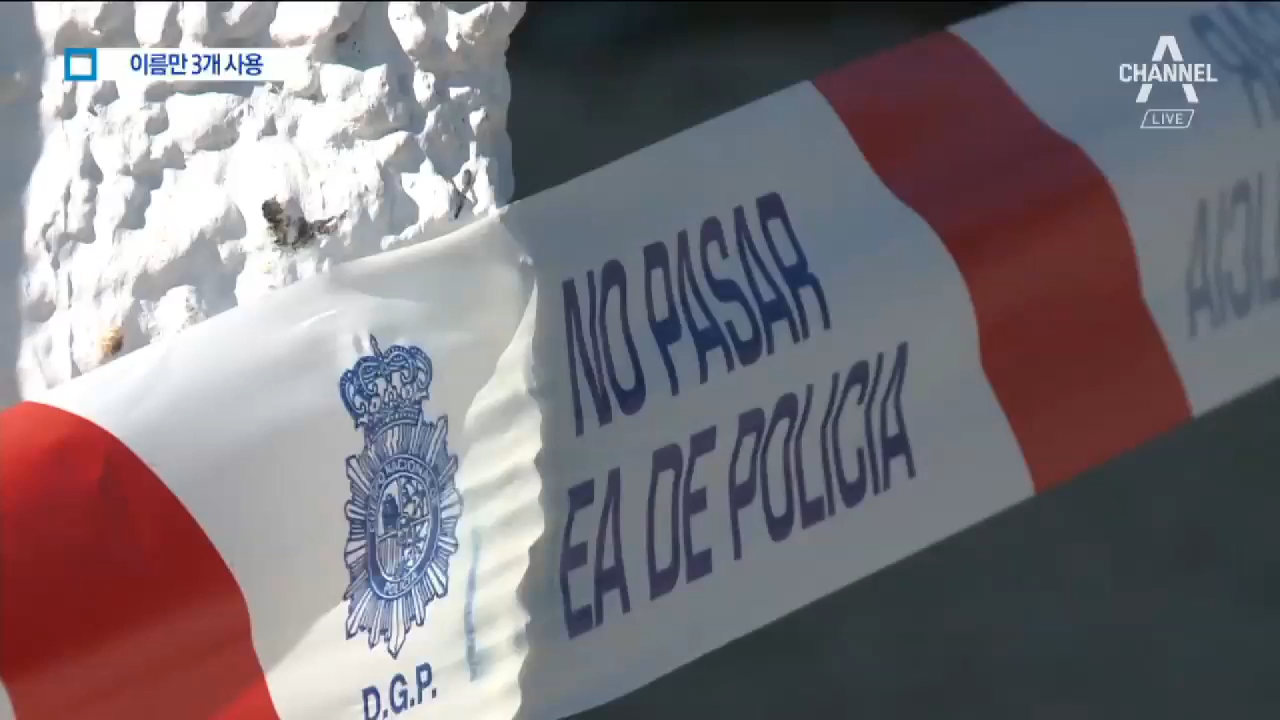 이름만 3개 사용
CHANNEL
A
LIVE
NO PASAR
EA DE POLICIA
D.G.P.